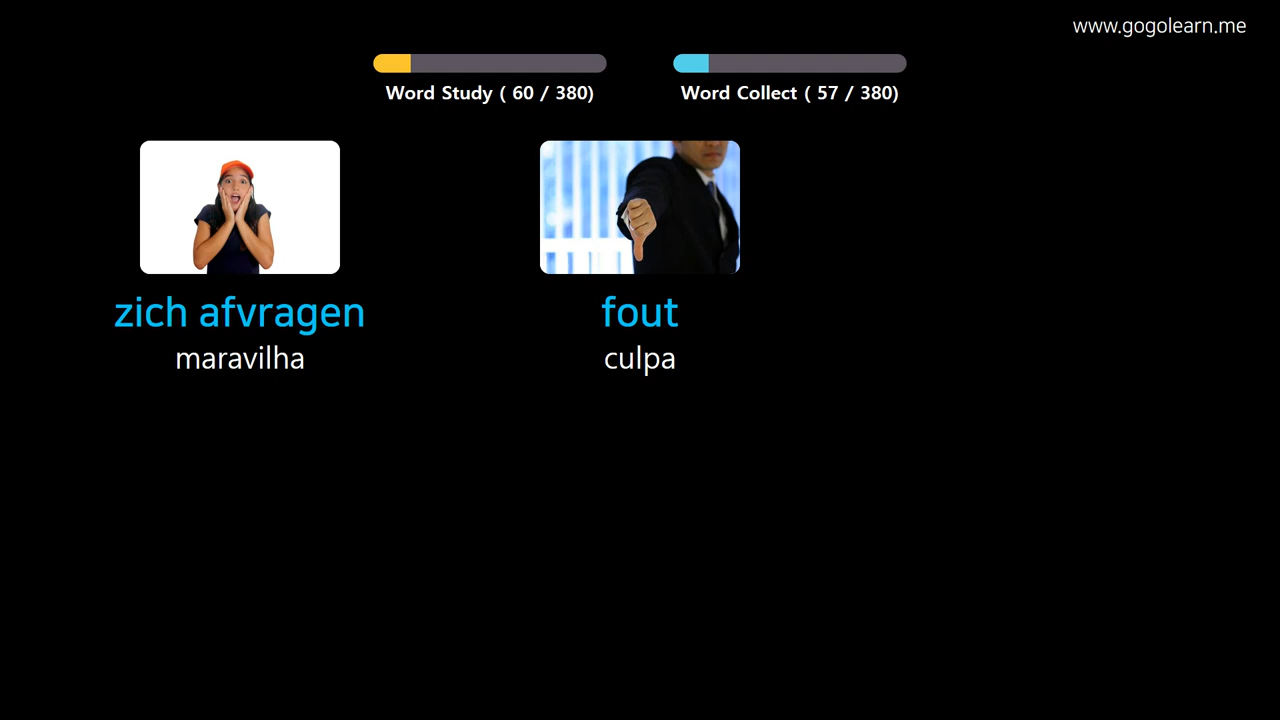 www.gogolearn.me
Word Study ( 60 / 380)
Word Collect ( 57 / 380)
zich afvragen
maravilha
fout
culpa